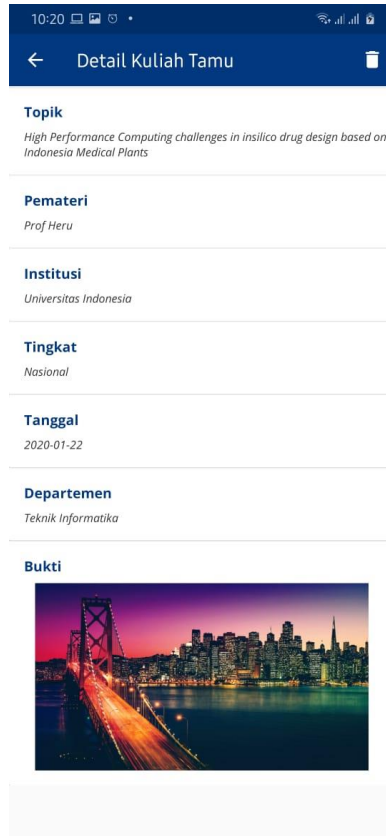 10:20
Detail Kuliah Tamu
Topik
High Performance Computing challenges in insilico drug design based on
Indonesia Medical Plants
Pemateri
Prof Heru
Institusi
Universitas Indonesia
Tingkat
Nasional
Tanggal
2020-01-22
Departemen
Teknik Informatika
Bukti